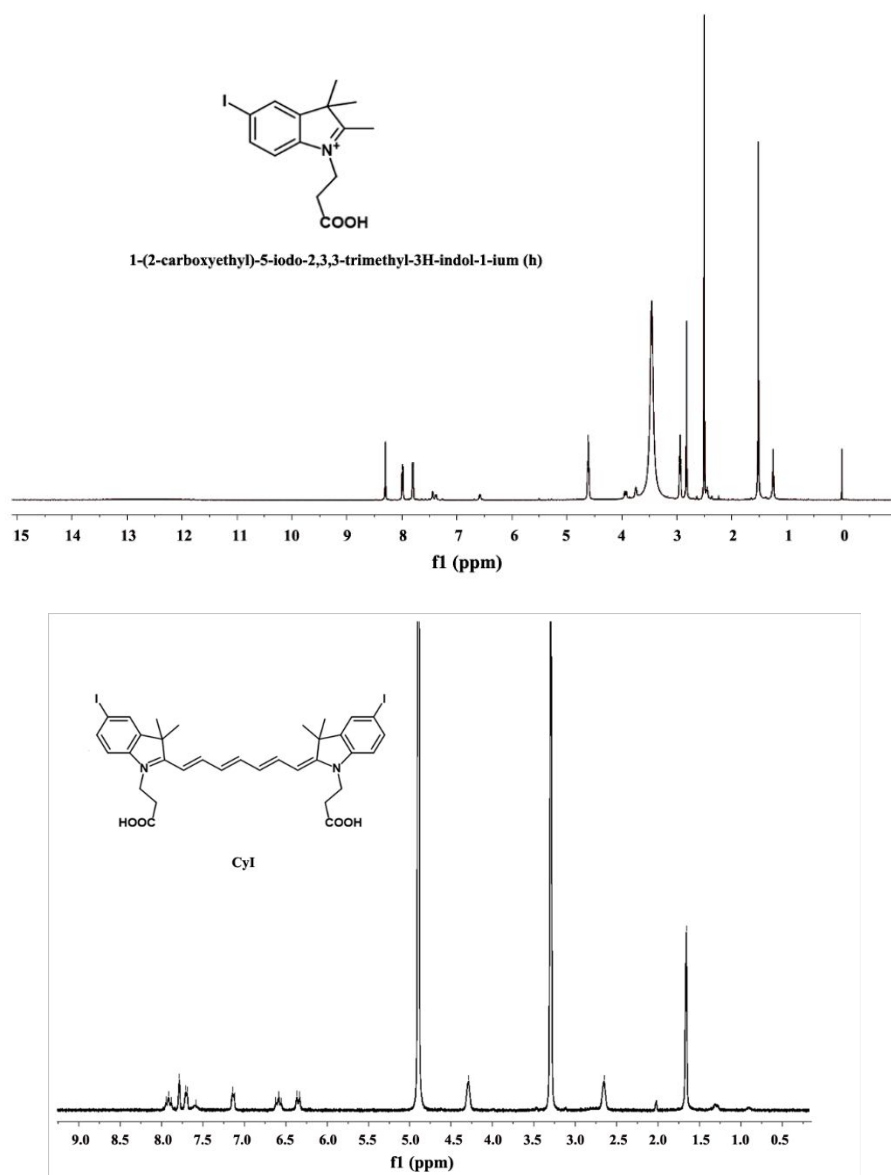 I
N+
COOH
1-(2-carboxyethyl)-5-iodo-2,3,3-trimethyl-3H-indol-1-ium (h)
15 14 13 12 11 10 9 8 7 6 5 4 3 2 1 0
f1 (ppm)
I I
N+ N
HOOC COOH
CyI
9.0 8.5 8.0 7.5 7.0 6.5 6.0 5.5 5.0 4.5 4.0 3.5 3.0 2.5 2.0 1.5 1.0 0.5
f1 (ppm)